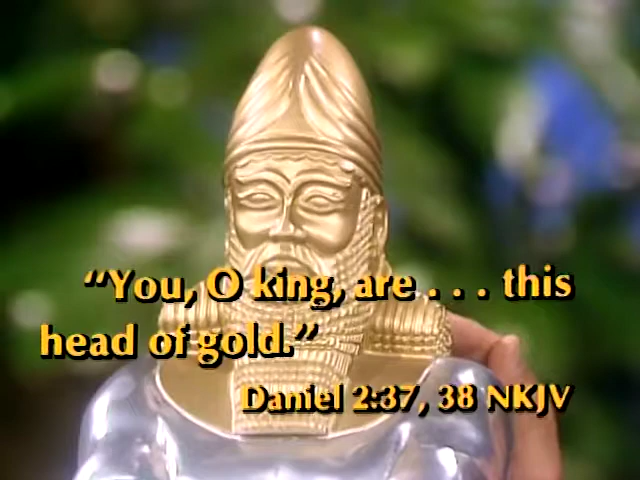 “You, O king, are . . . this
head of gold.”
Daniel 2:37, 38 NKJV